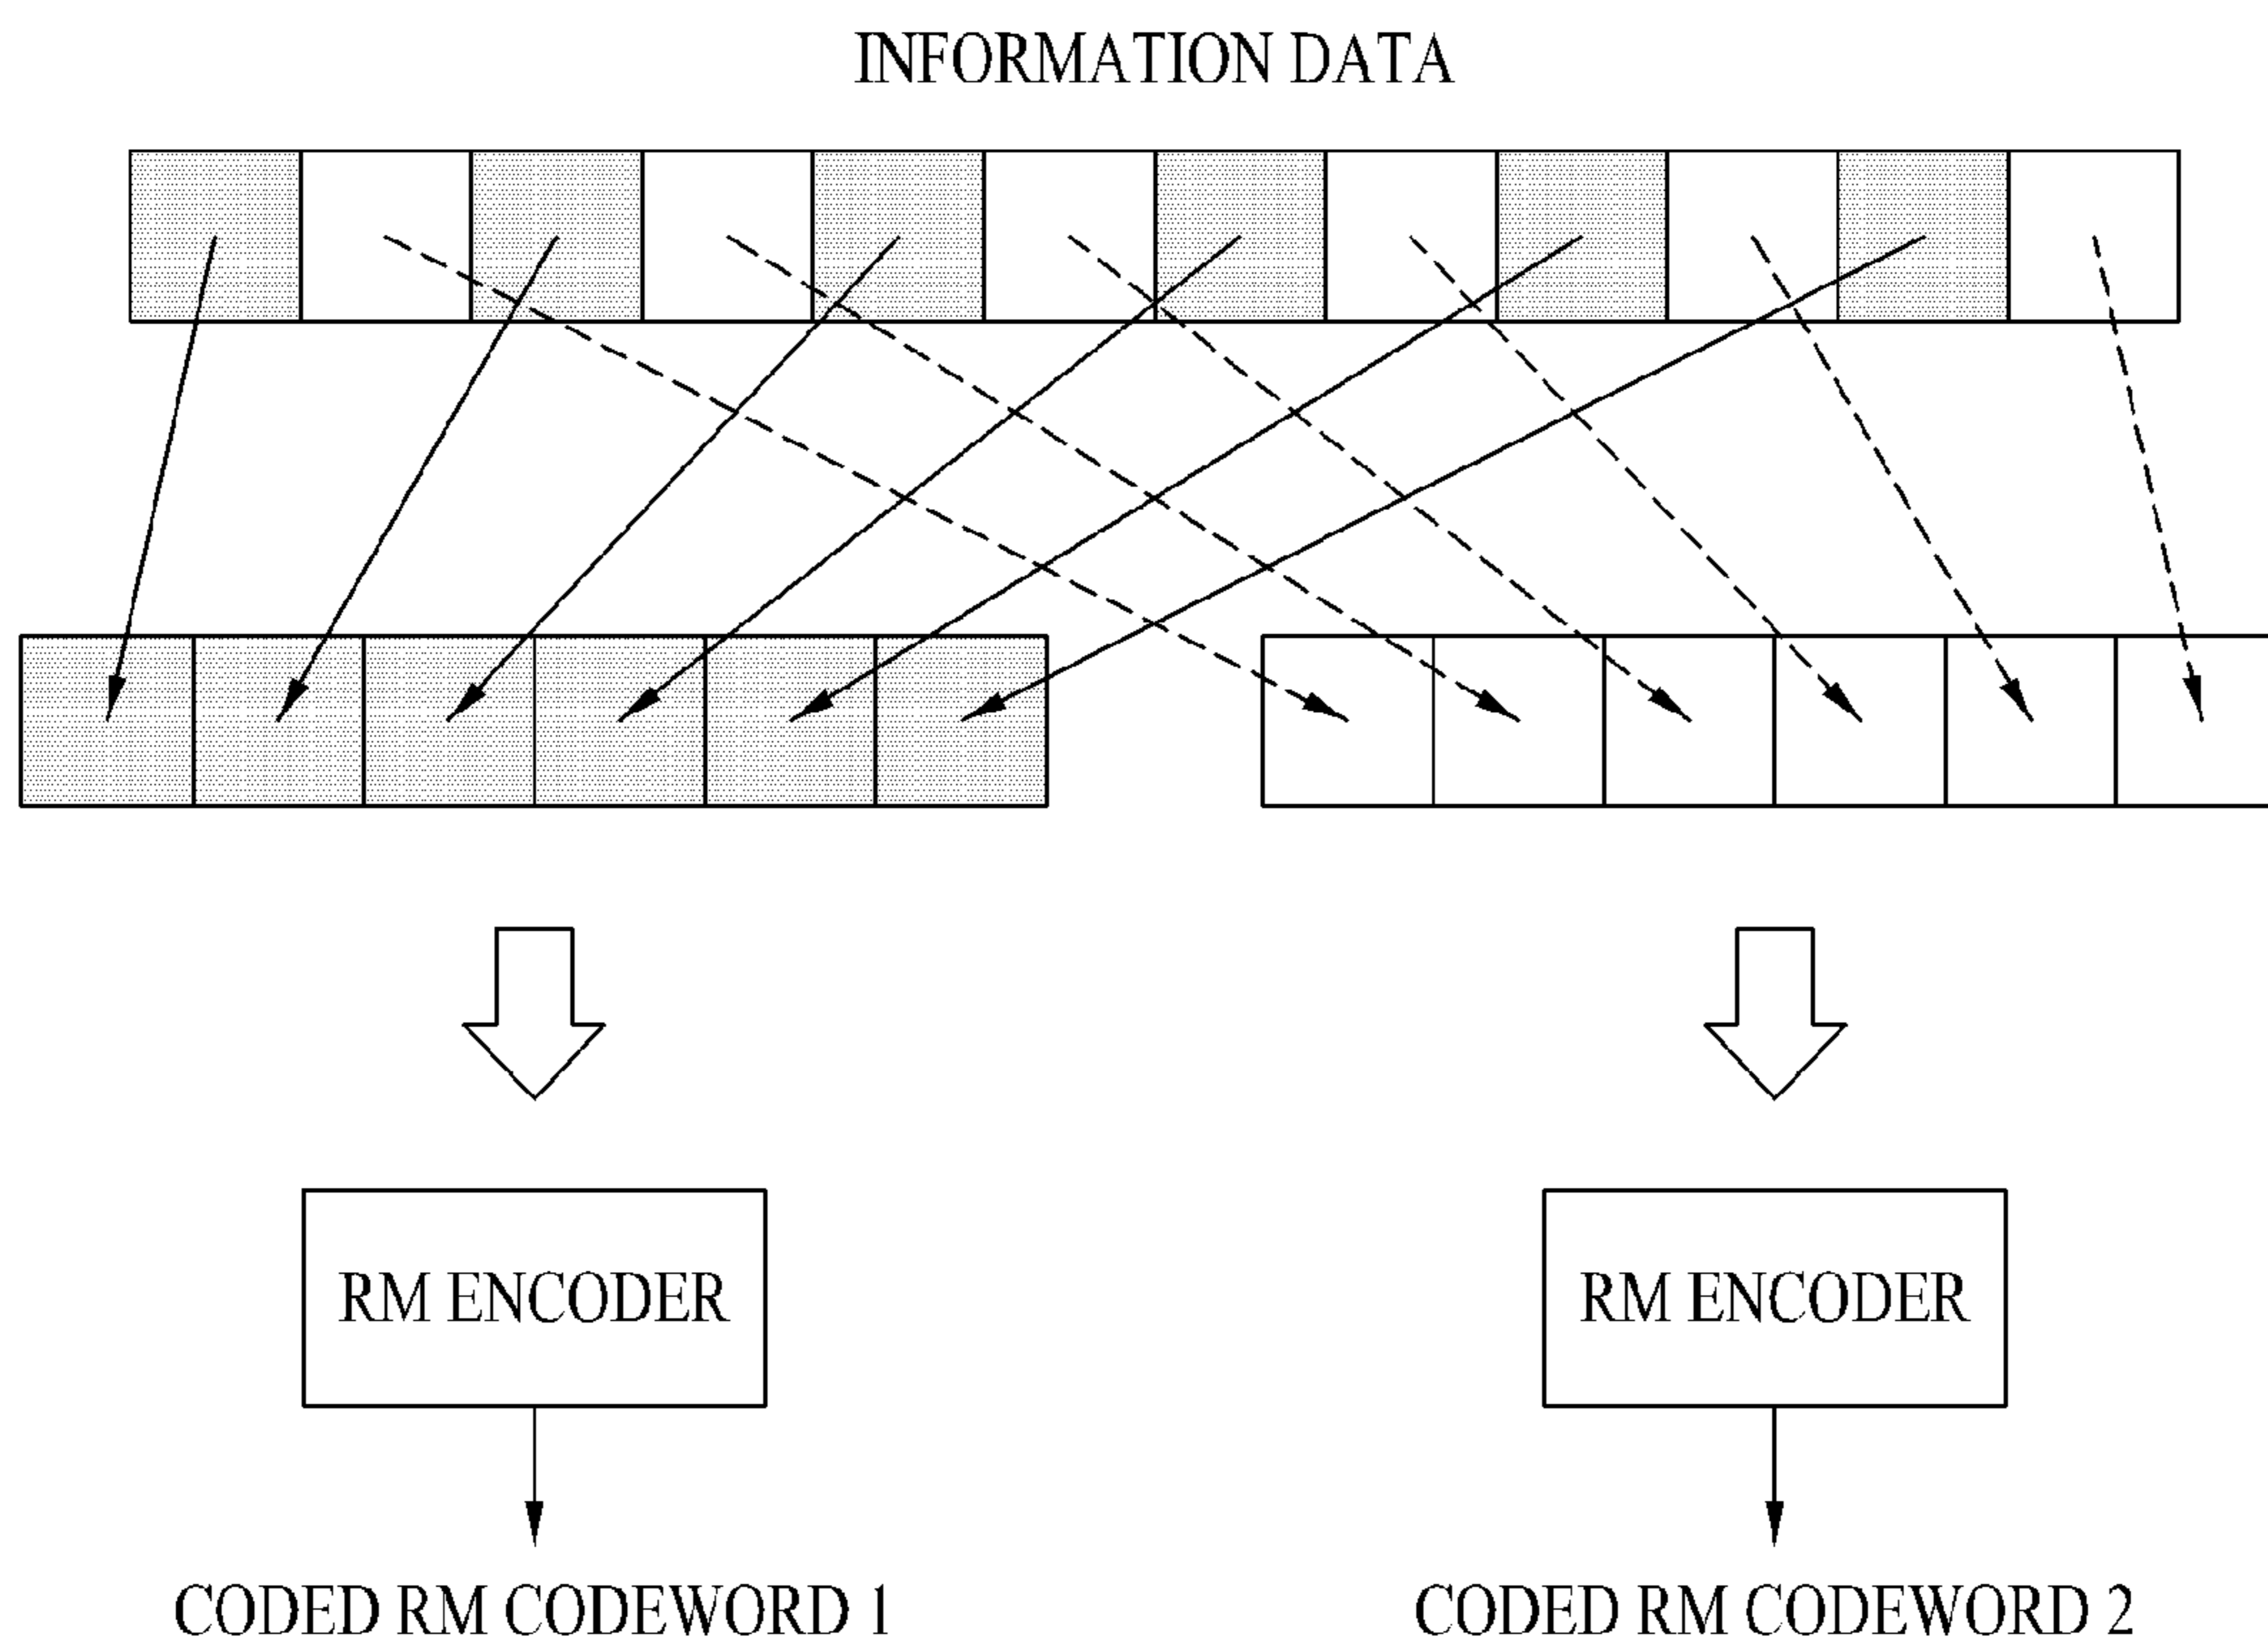 INFORMATION DATA
RM ENCODER
RM ENCODER
CODED RM CODEWORD 1
CODED RM CODEWORD 2